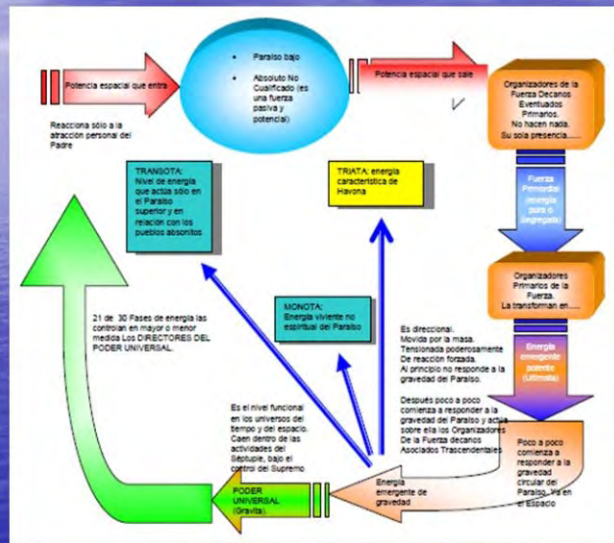 Potencia espacial que entra
• Paraíso bajo
• Absoluto No
Cualificado (es
una fuerza
pasiva y
potencial)
Potencia espacial que sale
Organizadores de la
Fuerza Decanos
Eventuados
Primarios.
No hacen nada.
Su sola presencia......
Reacciona sólo a la
atracción personal del
Padre
TRANSOTA:
Nivel de energía
que actúa sólo en
el Paraíso
superior y en
relación con los
pueblos absonitos
TRIATA: energía
característica de
Havona
Fuerza
Primordial
(energía
pura o
segregata)
Organizadores
Primarios de la
Fuerza.
La transforman en.....
MONOTA:
Energía viviente no
espiritual del Paraíso
21 de 30 Fases de energía las
controlan en mayor o menor
medida Los DIRECTORES DEL
PODER UNIVERSAL.
Es direccional.
Movida por la masa.
Tensionada poderosamente
De reacción forzada.
Al principio no responde a la
gravedad del Paraíso.
Energía
emergente
potente
(Ultimata)
Después poco a poco
comienza a responder a la
gravedad del Paraíso y actúa
sobre ella los Organizadores
De la Fuerza decanos
Asociados Trascendentales
Es el nivel funcional
en los universos del
tiempo y del espacio.
Caen dentro de las
actividades del
Séptuple, bajo el
control del Supremo
Poco a poco
comienza a
responder a la
gravedad
circular del
Paraíso. Ya en
el Espacio
Energía
emergente de
gravedad
PODER
UNIVERSAL
(Gravita).